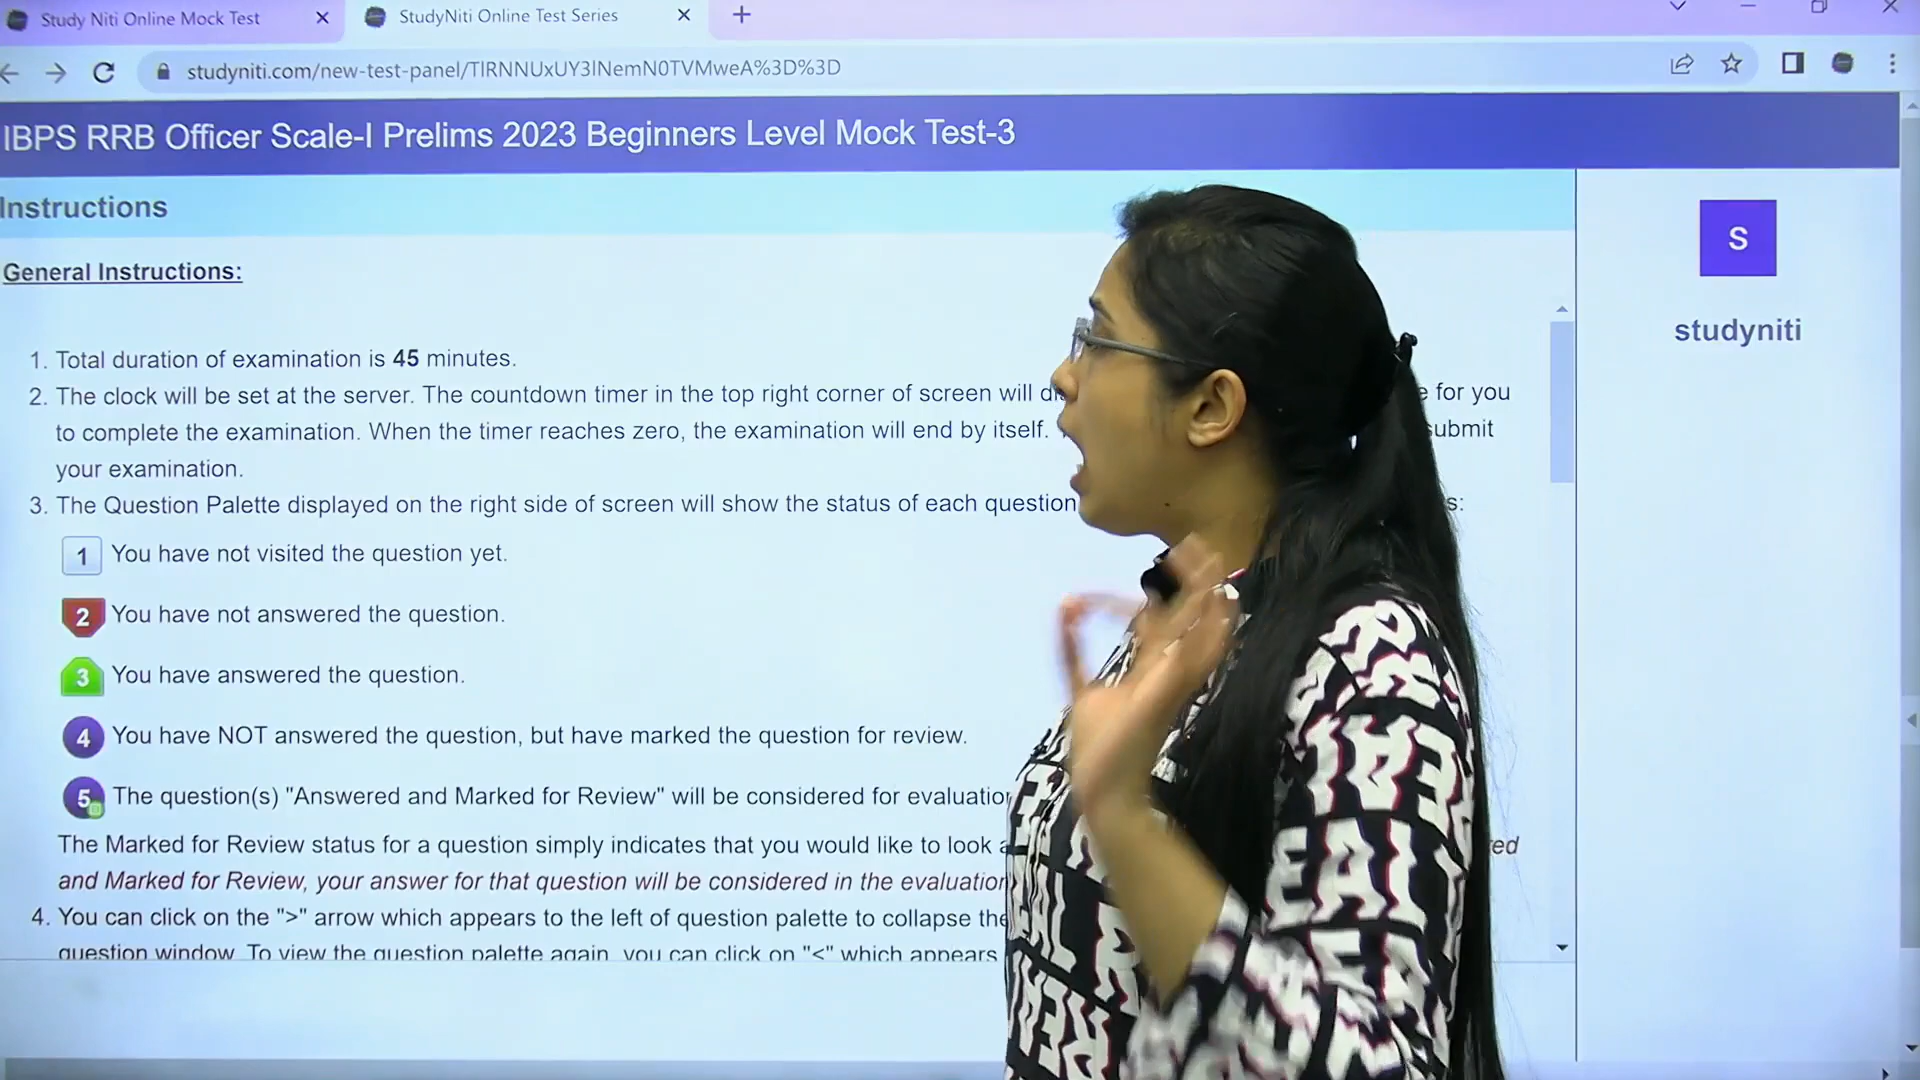 Study Niti Online Mock Test
StudyNiti Online Test Series
studyniti.com/new-test-panel/TlRNNUxUY3lNemN0TVMweA%3D%3D
IBPS RRB Officer Scale-I Prelims 2023 Beginners Level Mock Test-3
Instructions
S
studyniti
General Instructions:
1. Total duration of examination is 45 minutes.
2. The clock will be set at the server. The countdown timer in the top right corner of screen will for you
to complete the examination. When the timer reaches zero, the examination will end by itself. submit
your examination.
3. The Question Palette displayed on the right side of screen will show the status of each question
1 You have not visited the question yet.
2 You have not answered the question.
3 You have answered the question.
4 You have NOT answered the question, but have marked the question for review.
5 The question(s) "Answered and Marked for Review" will be considered for evaluation
The Marked for Review status for a question simply indicates that you would like to look
and Marked for Review, your answer for that question will be considered in the evaluation
4. You can click on the ">" arrow which appears to the left of question palette to collapse the
question window. To view the question palette again, you can click on "<" which appears
REAL